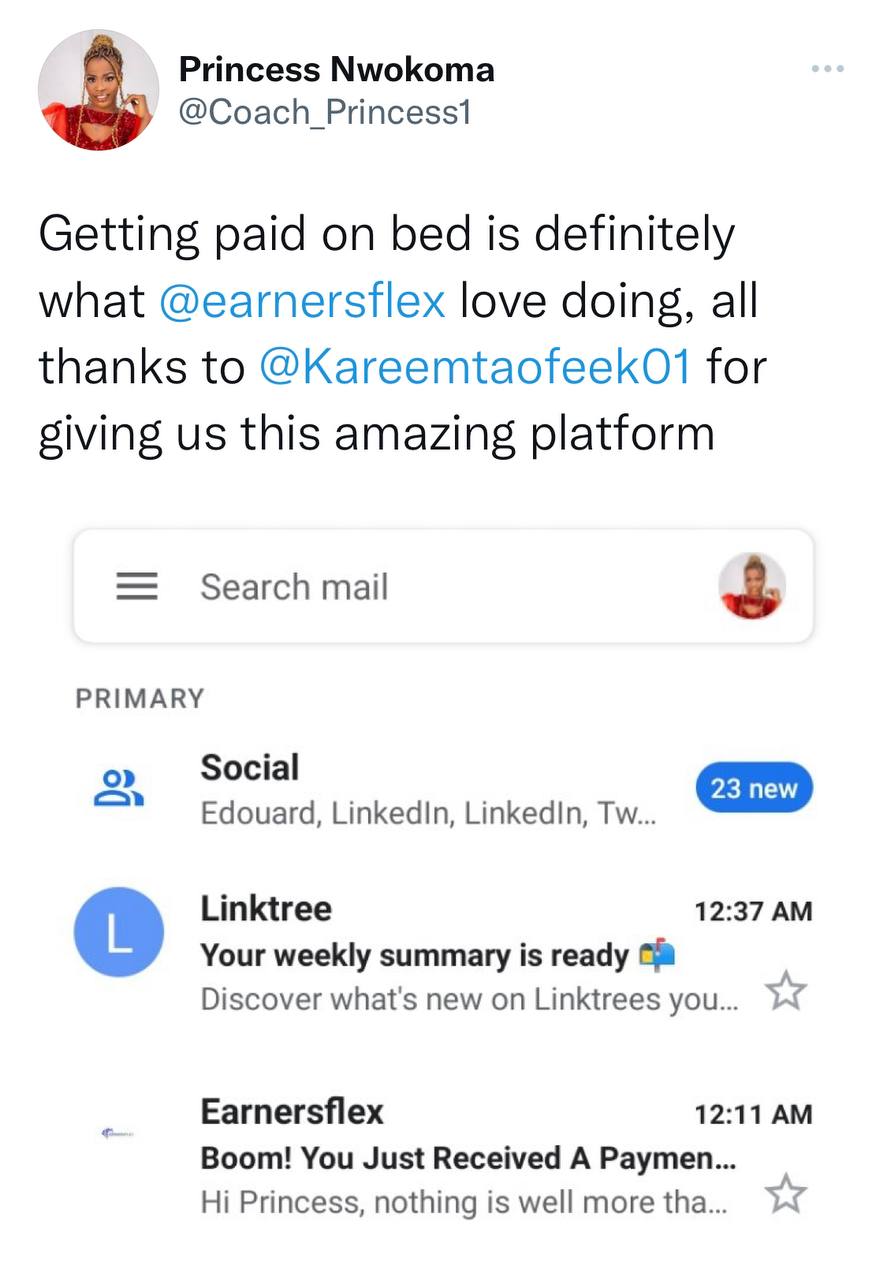 Princess Nwokoma
@Coach_Princess1
Getting paid on bed is definitely
what @earnersflex love doing, all
thanks to @Kareemtaofeek01 for
giving us this amazing platform
Search mail
PRIMARY
Social
23 new
Edouard, LinkedIn, LinkedIn, Tw...
L
Linktree
12:37 AM
Your weekly summary is ready 📬
Discover what's new on Linktrees you...
Earnersflex
12:11 AM
Boom! You Just Received A Paymen...
Hi Princess, nothing is well more tha...